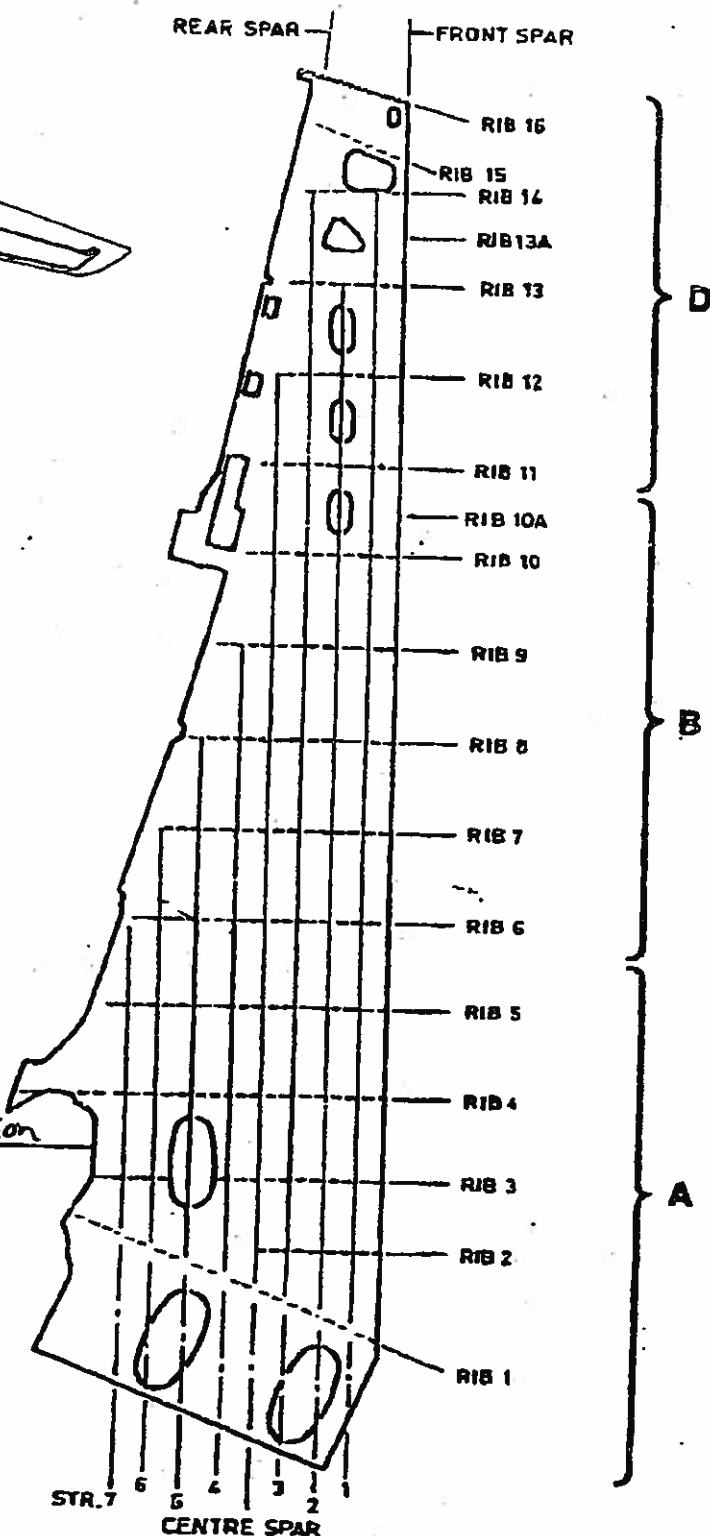 REAR SPAR
FRONT SPAR
RIB 16
RIB 15
RIB 14
RIB 13A
RIB 13
D
RIB 12
RIB 11
RIB 10A
RIB 10
RIB 9
B
RIB 8
RIB 7
RIB 6
RIB 5
RIB 4
on
RIB 3
A
RIB 2
RIB 1
STR. 7 6 5 4 3 2 1
CENTRE SPAR